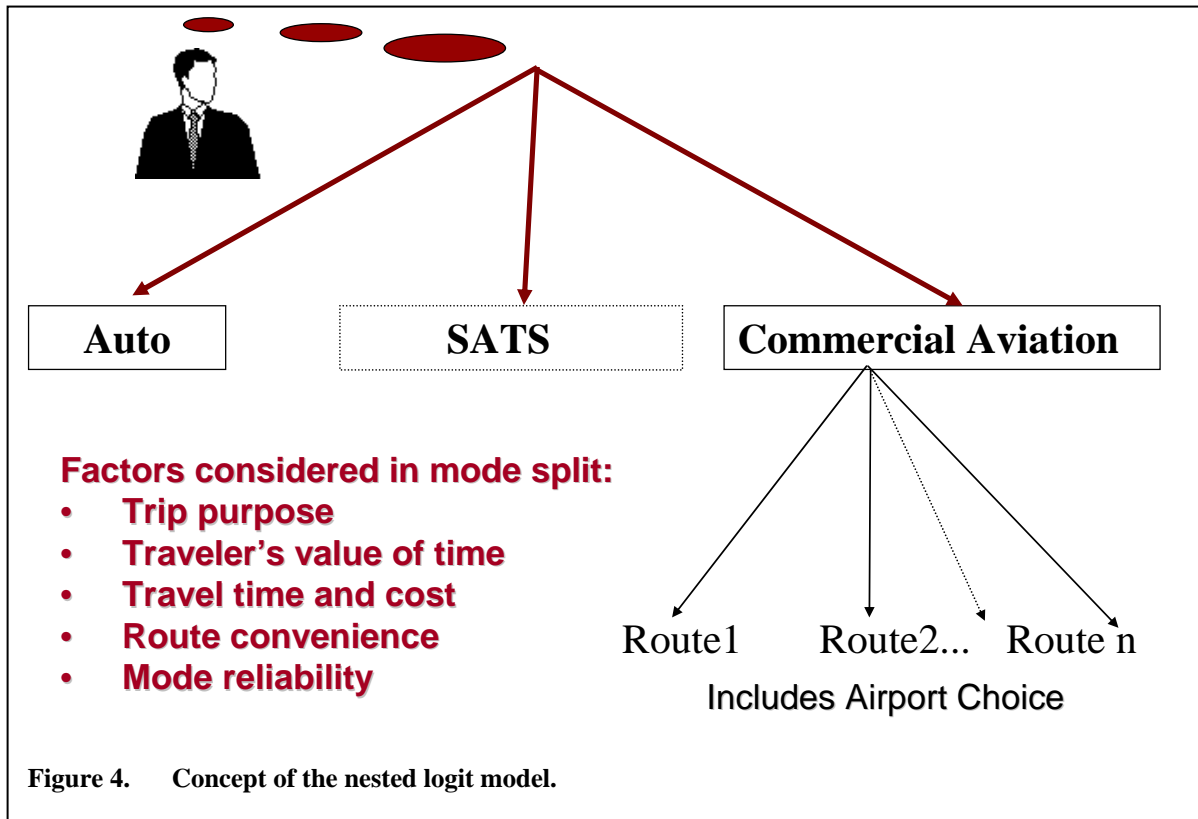 Auto
SATS
Commercial Aviation
Factors considered in mode split:
• Trip purpose
• Traveler’s value of time
• Travel time and cost
• Route convenience
• Mode reliability
Route1 Route2... Route n
Includes Airport Choice
Figure 4. Concept of the nested logit model.